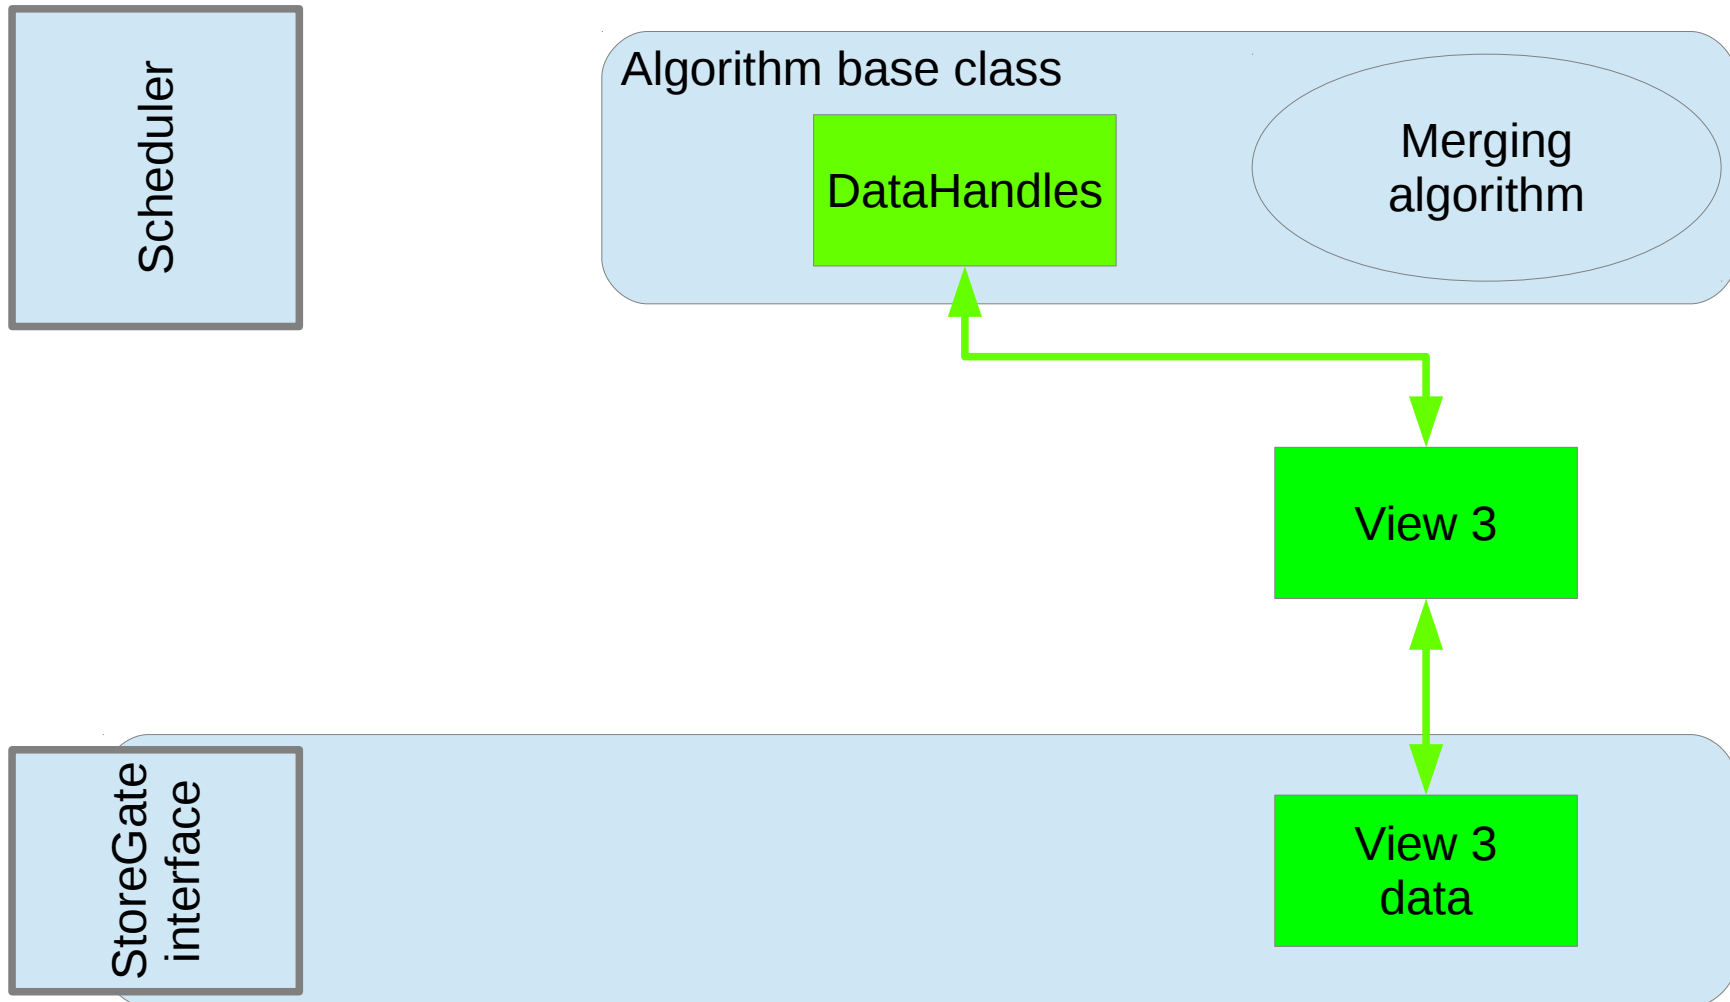 Scheduler
Algorithm base class
DataHandles
Merging
algorithm
View 3
StoreGate
interface
View 3
data